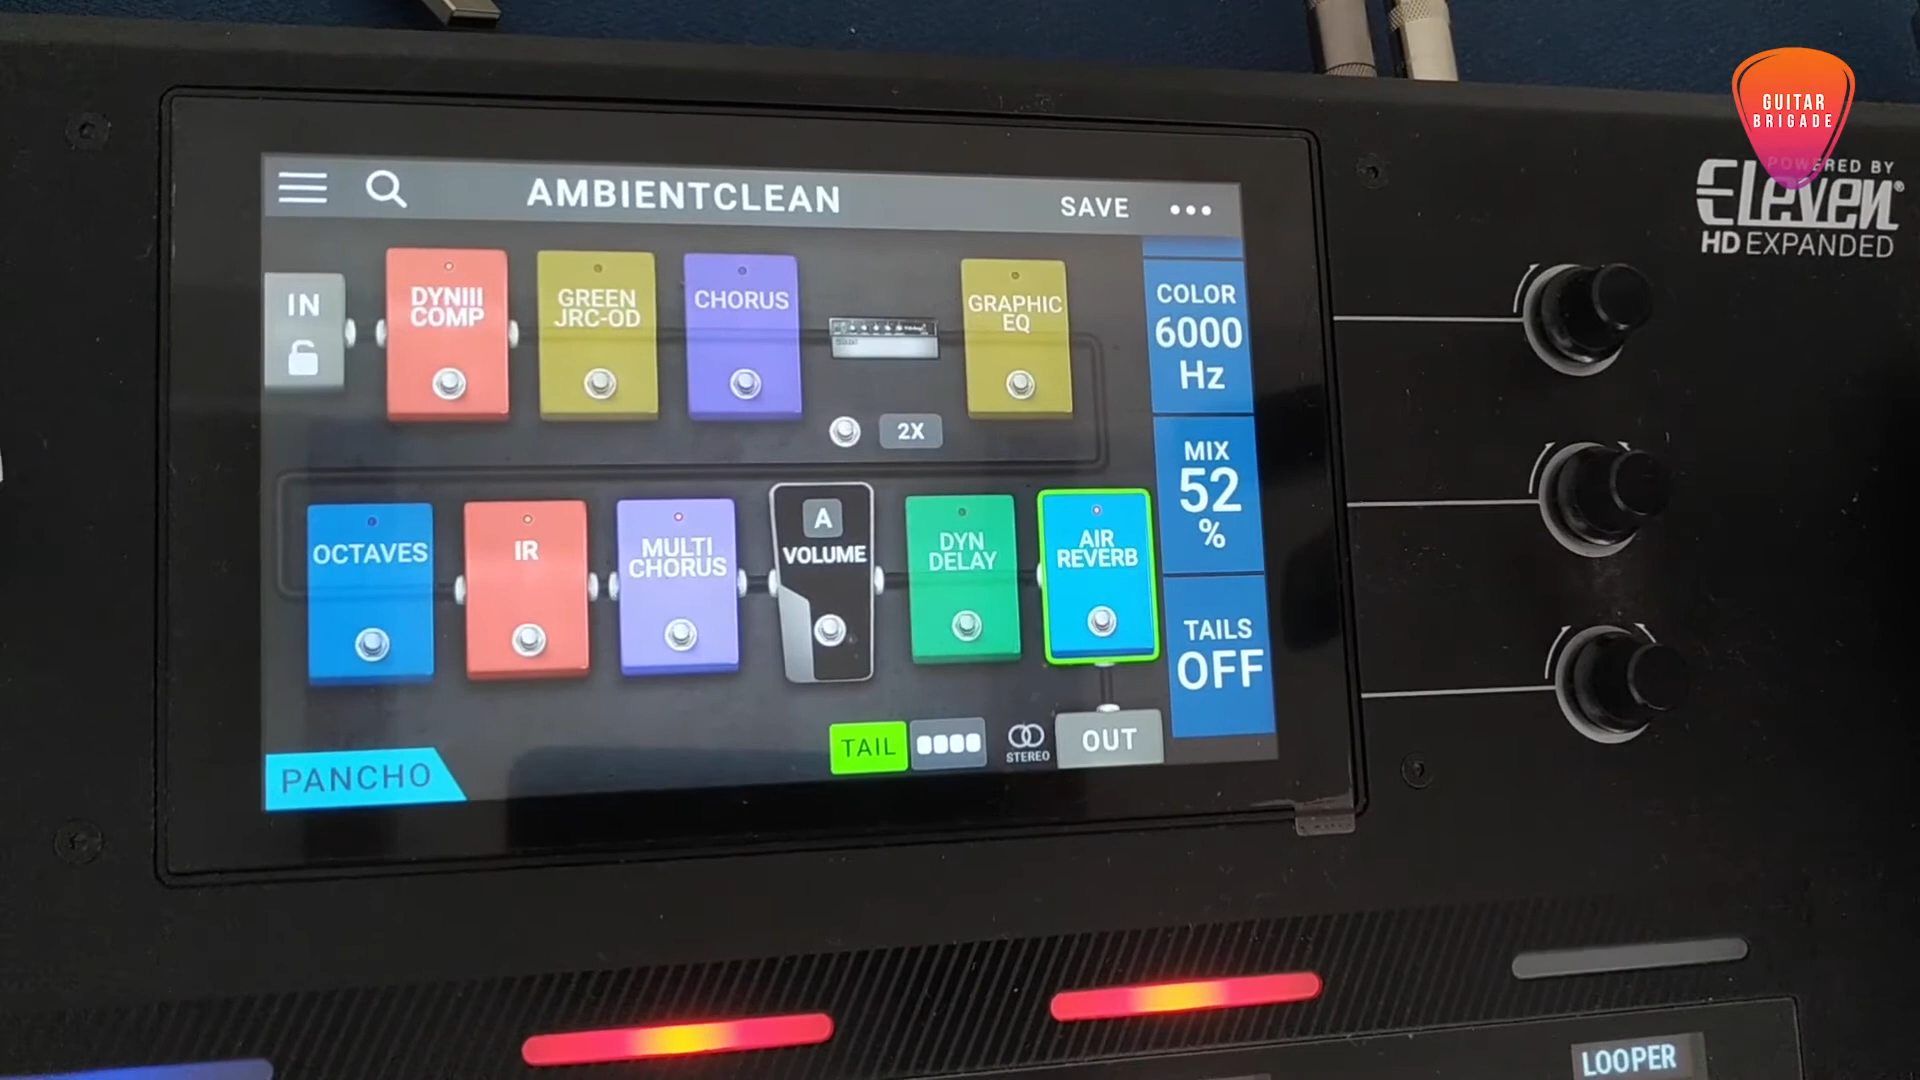 GUITAR
BRIGADE
POWERED BY
ELEVEN®
HD EXPANDED
AMBIENTCLEAN
SAVE
IN
DYNIII
COMP
GREEN
JRC-OD
CHORUS
GRAPHIC
EQ
2X
COLOR
6000
Hz
MIX
52
%
TAILS
OFF
OCTAVES
IR
MULTI
CHORUS
A
VOLUME
DYN
DELAY
AIR
REVERB
TAIL
STEREO
OUT
PANCHO
LOOPER